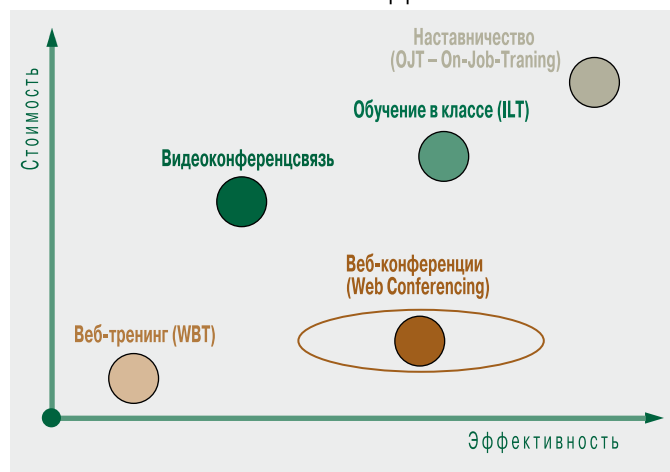 Наставничество
(OJT – On-Job-Traning)
Обучение в классе (ILT)
Видеоконференцсвязь
Веб-конференции
(Web Conferencing)
Веб-тренинг (WBT)
Стоимость
Эффективность